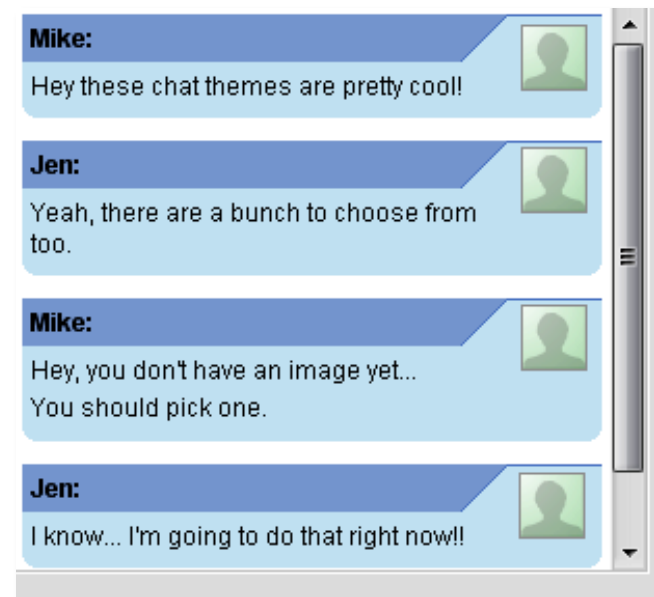 Mike:
Hey these chat themes are pretty cool!
Jen:
Yeah, there are a bunch to choose from
too.
Mike:
Hey, you don't have an image yet...
You should pick one.
Jen:
I know... I'm going to do that right now!!